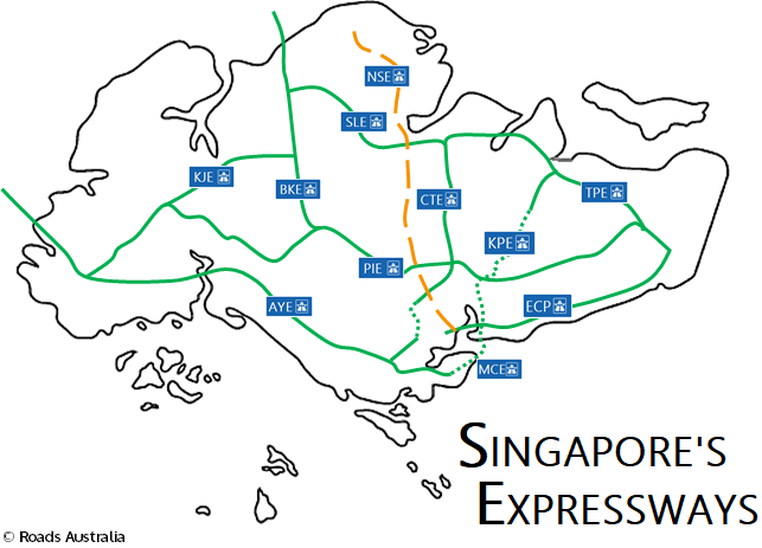 NSE
SLE
KJE
BKE
CTE
TPE
KPE
PIE
AYE
ECP
MCE
SINGAPORE'S
EXPRESSWAYS
© Roads Australia